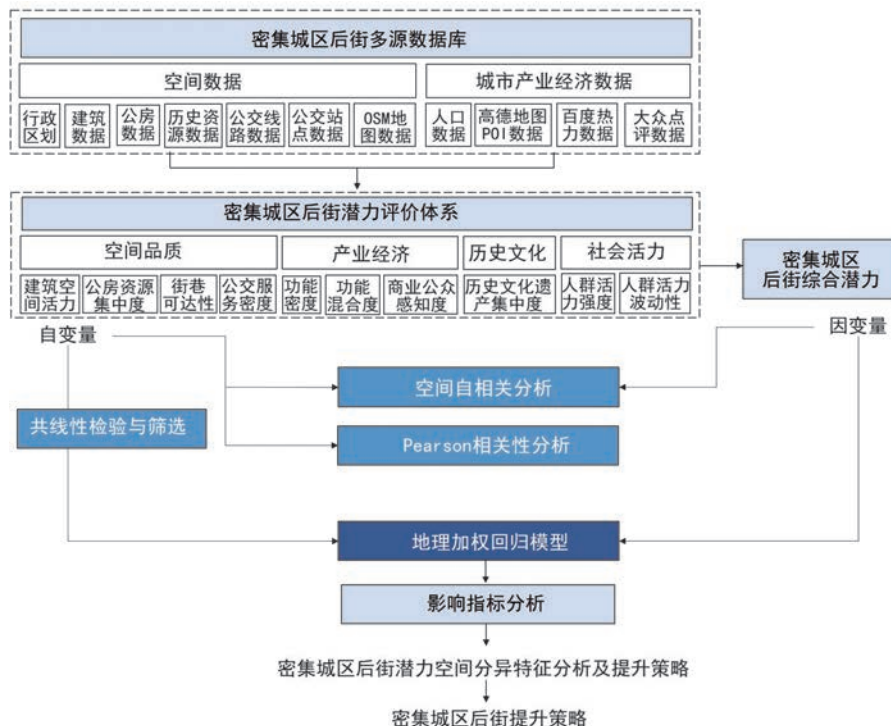 密集城区后街多源数据库
空间数据
城市产业经济数据
行政
区划
建筑
数据
公房
数据
历史资
源数据
公交线
路数据
公交站
点数据
OSM地
图数据
人口
数据
高德地图
POI数据
百度热
力数据
大众点
评数据
密集城区后街潜力评价体系
空间品质
产业经济
历史文化
社会活力
建筑空
间活力
公房资源
集中度
街巷
可达性
公交服
务密度
功能
密度
功能
混合度
商业公众
感知度
历史文化遗
产集中度
人群活
力强度
人群活力
波动性
密集城区
后街综合潜力
自变量
因变量
空间自相关分析
共线性检验与筛选
Pearson相关性分析
地理加权回归模型
影响指标分析
密集城区后街潜力空间分异特征分析及提升策略
密集城区后街提升策略